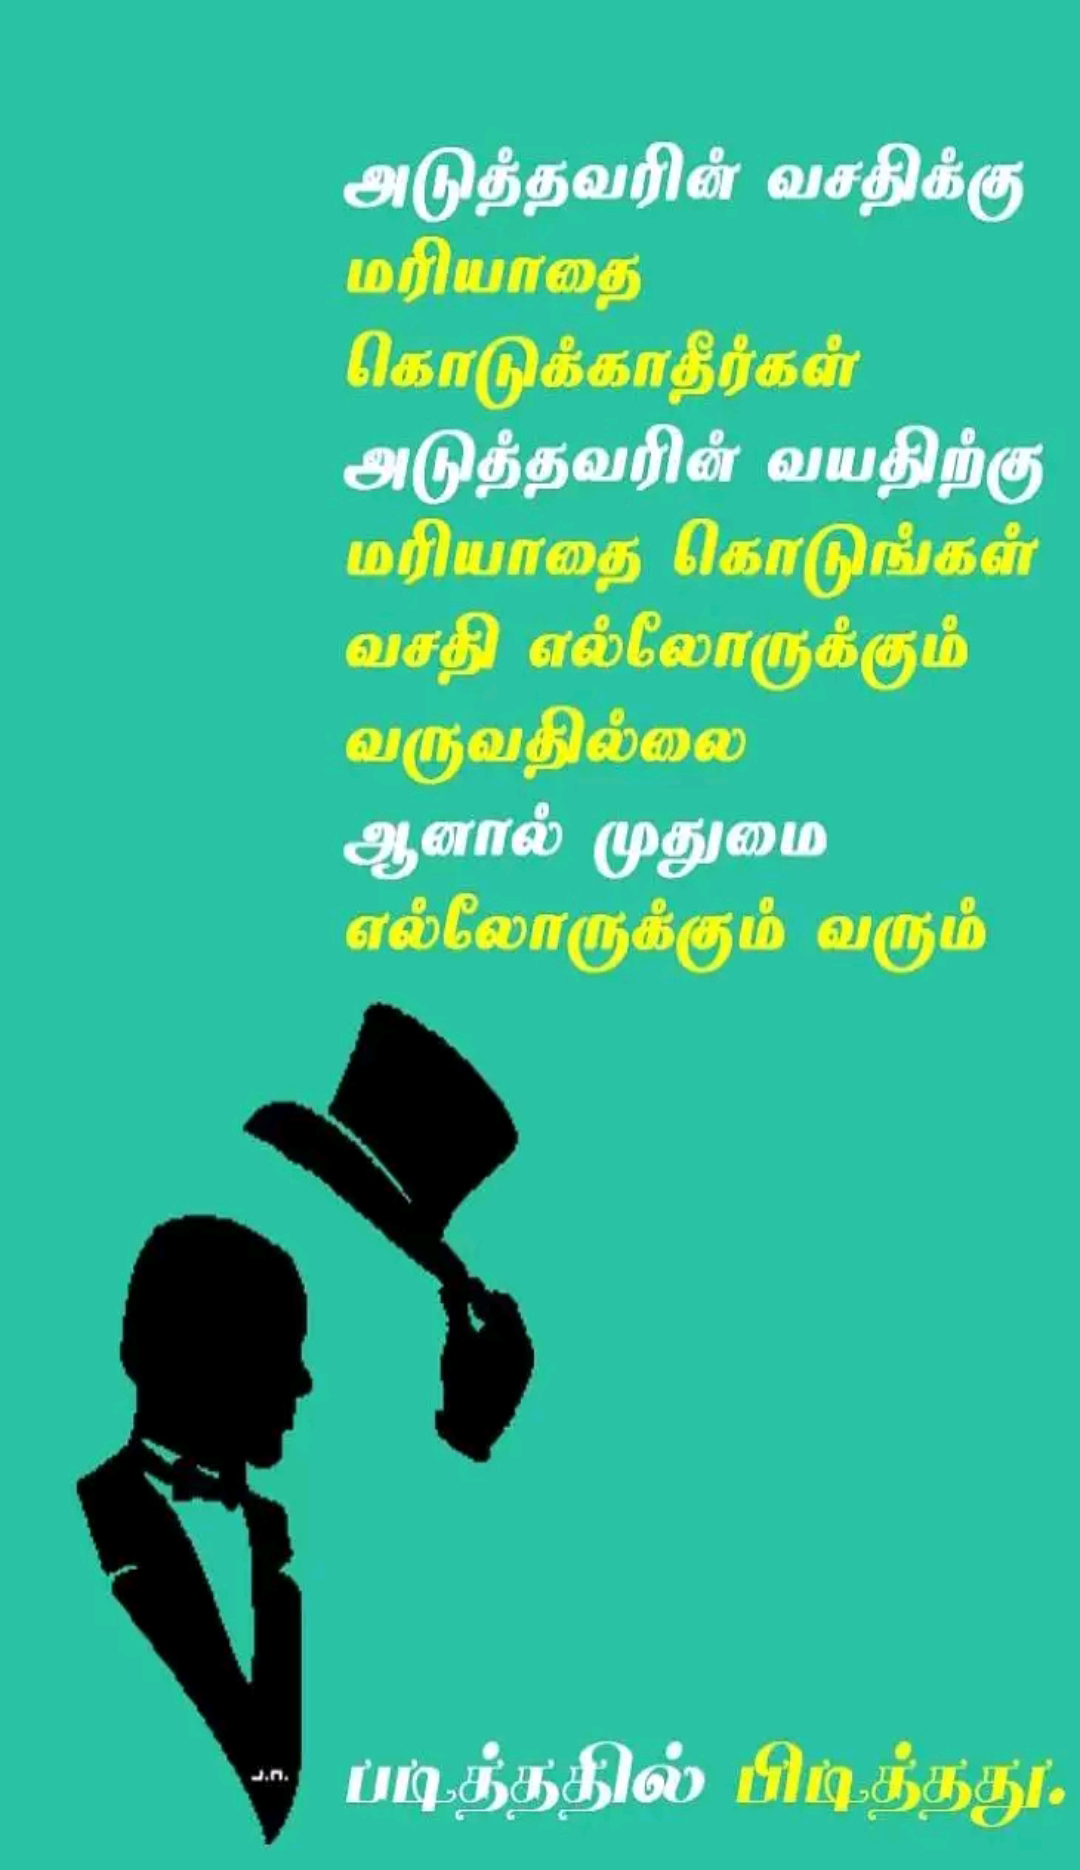 அடுத்தவரின் வசதிக்கு
மரியாதை
கொடுக்காதீர்கள்
அடுத்தவரின் வயதிற்கு
மரியாதை கொடுங்கள்
வசதி எல்லோருக்கும்
வருவதில்லை
ஆனால் முதுமை
எல்லோருக்கும் வரும்
படித்ததில் பிடித்தது.